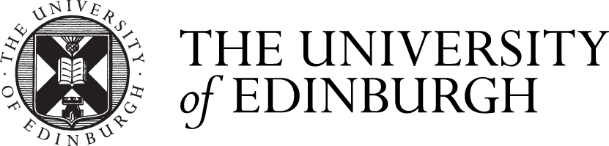 · THE UNIVERSITY ·
OF EDINBURGH
THE UNIVERSITY
of EDINBURGH